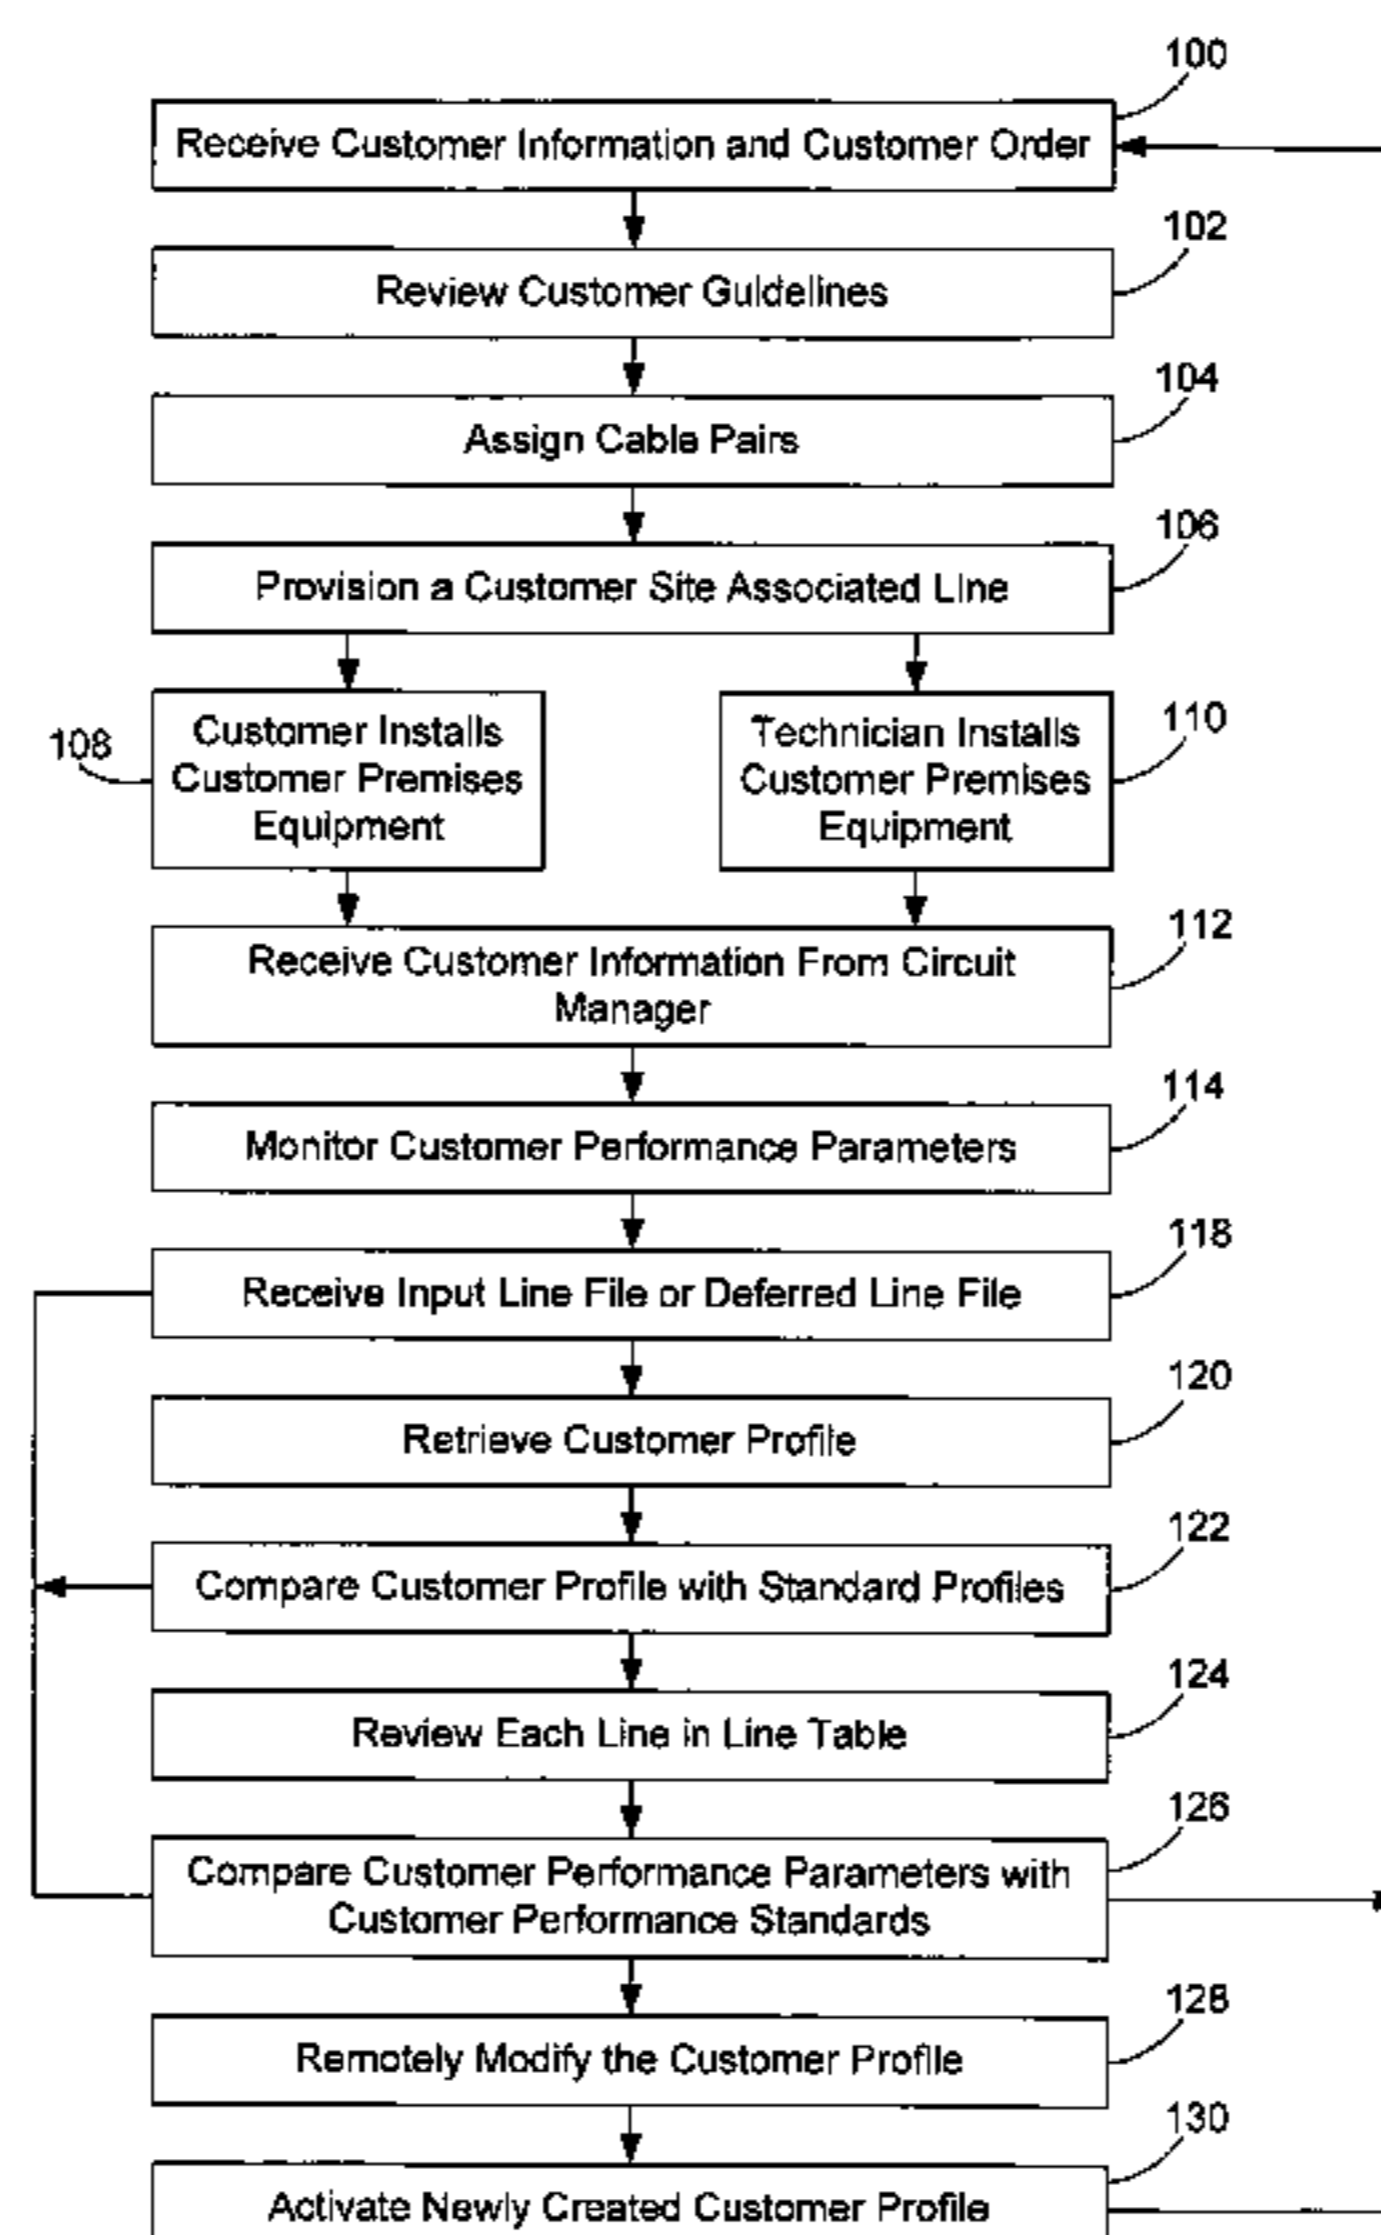 100
Receive Customer Information and Customer Order
102
Review Customer Guidelines
104
Assign Cable Pairs
106
Provision a Customer Site Associated Line
108
Customer Installs
Customer Premises
Equipment
Technician Installs
Customer Premises
Equipment
110
112
Receive Customer Information From Circuit
Manager
114
Monitor Customer Performance Parameters
118
Receive Input Line File or Deferred Line File
120
Retrieve Customer Profile
122
Compare Customer Profile with Standard Profiles
124
Review Each Line in Line Table
126
Compare Customer Performance Parameters with
Customer Performance Standards
128
Remotely Modify the Customer Profile
130
Activate Newly Created Customer Profile